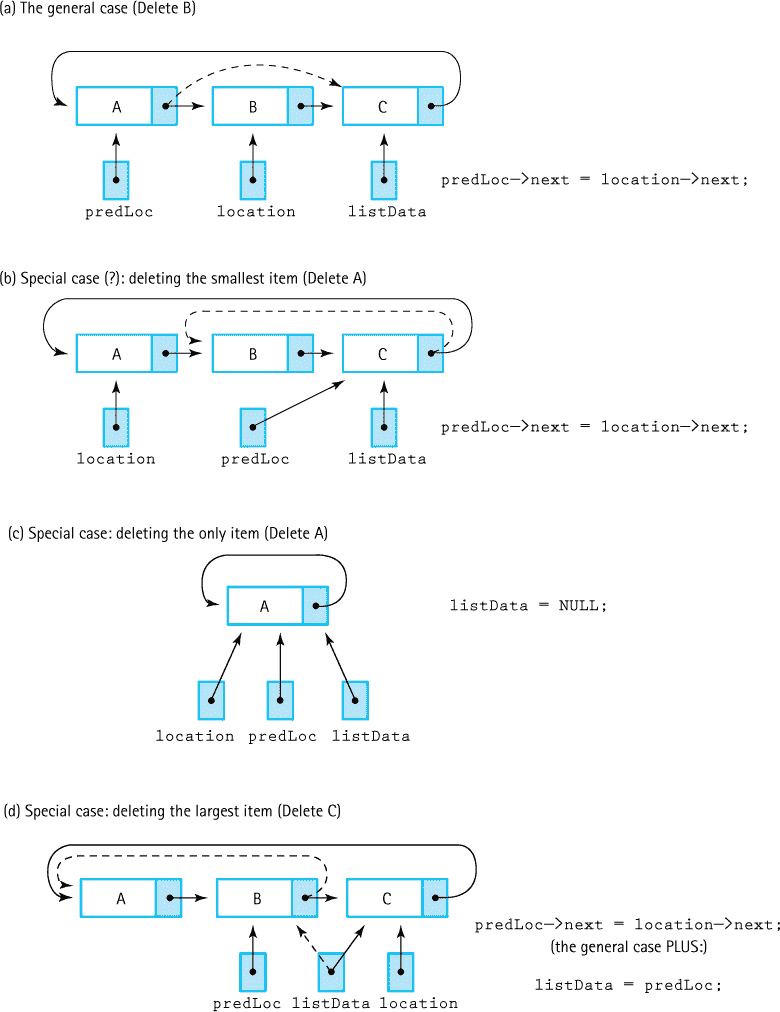 (a) The general case (Delete B)
A B C
predLoc location listData
predLoc—>next = location—>next;
(b) Special case (?): deleting the smallest item (Delete A)
A B C
location predLoc listData
predLoc—>next = location—>next;
(c) Special case: deleting the only item (Delete A)
A
listData = NULL;
location predLoc listData
(d) Special case: deleting the largest item (Delete C)
A B C
predLoc—>next = location—>next;
(the general case PLUS:)
listData = predLoc;
predLoc listData location